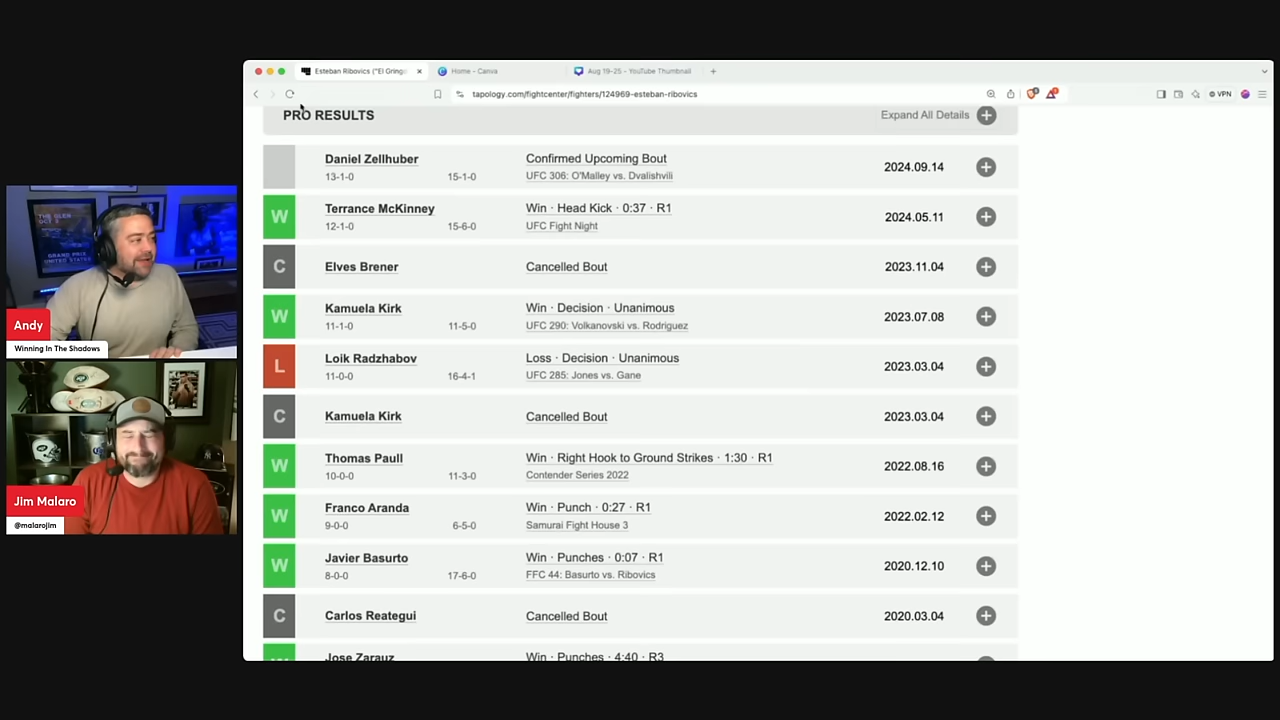 Esteban Ribovics ("El Gringo
Home - Canva
Aug 19-25 - YouTube Thumbnail
tapology.com/fightcenter/fighters/124969-esteban-ribovics
VPN
PRO RESULTS
Expand All Details
Daniel Zellhuber
13-1-0
15-1-0
Confirmed Upcoming Bout
UFC 306: O'Malley vs. Dvalishvili
2024.09.14
W
Terrance McKinney
12-1-0
15-6-0
Win · Head Kick · 0:37 · R1
UFC Fight Night
2024.05.11
C
Elves Brener
Cancelled Bout
2023.11.04
W
Kamuela Kirk
11-1-0
11-5-0
Win · Decision · Unanimous
UFC 290: Volkanovski vs. Rodriguez
2023.07.08
L
Loik Radzhabov
11-0-0
16-4-1
Loss · Decision · Unanimous
UFC 285: Jones vs. Gane
2023.03.04
C
Kamuela Kirk
Cancelled Bout
2023.03.04
W
Thomas Paull
10-0-0
11-3-0
Win · Right Hook to Ground Strikes · 1:30 · R1
Contender Series 2022
2022.08.16
W
Franco Aranda
9-0-0
6-5-0
Win · Punch · 0:27 · R1
Samurai Fight House 3
2022.02.12
W
Javier Basurto
8-0-0
17-6-0
Win · Punches · 0:07 · R1
FFC 44: Basurto vs. Ribovics
2020.12.10
C
Carlos Reategui
Cancelled Bout
2020.03.04
Jose Zarauz
Win · Punches · 4:40 · R3
THE GLEN
GRAND PRIX
UNITED STATES
Andy
Winning In The Shadows
Jim Malaro
@malarojim